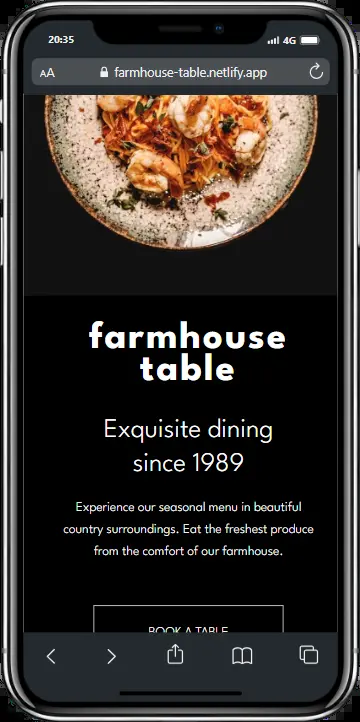 20:35
4G
AA
farmhouse-table.netlify.app
farmhouse
table
Exquisite dining
since 1989
Experience our seasonal menu in beautiful
country surroundings. Eat the freshest produce
from the comfort of our farmhouse.
BOOK A TABLE